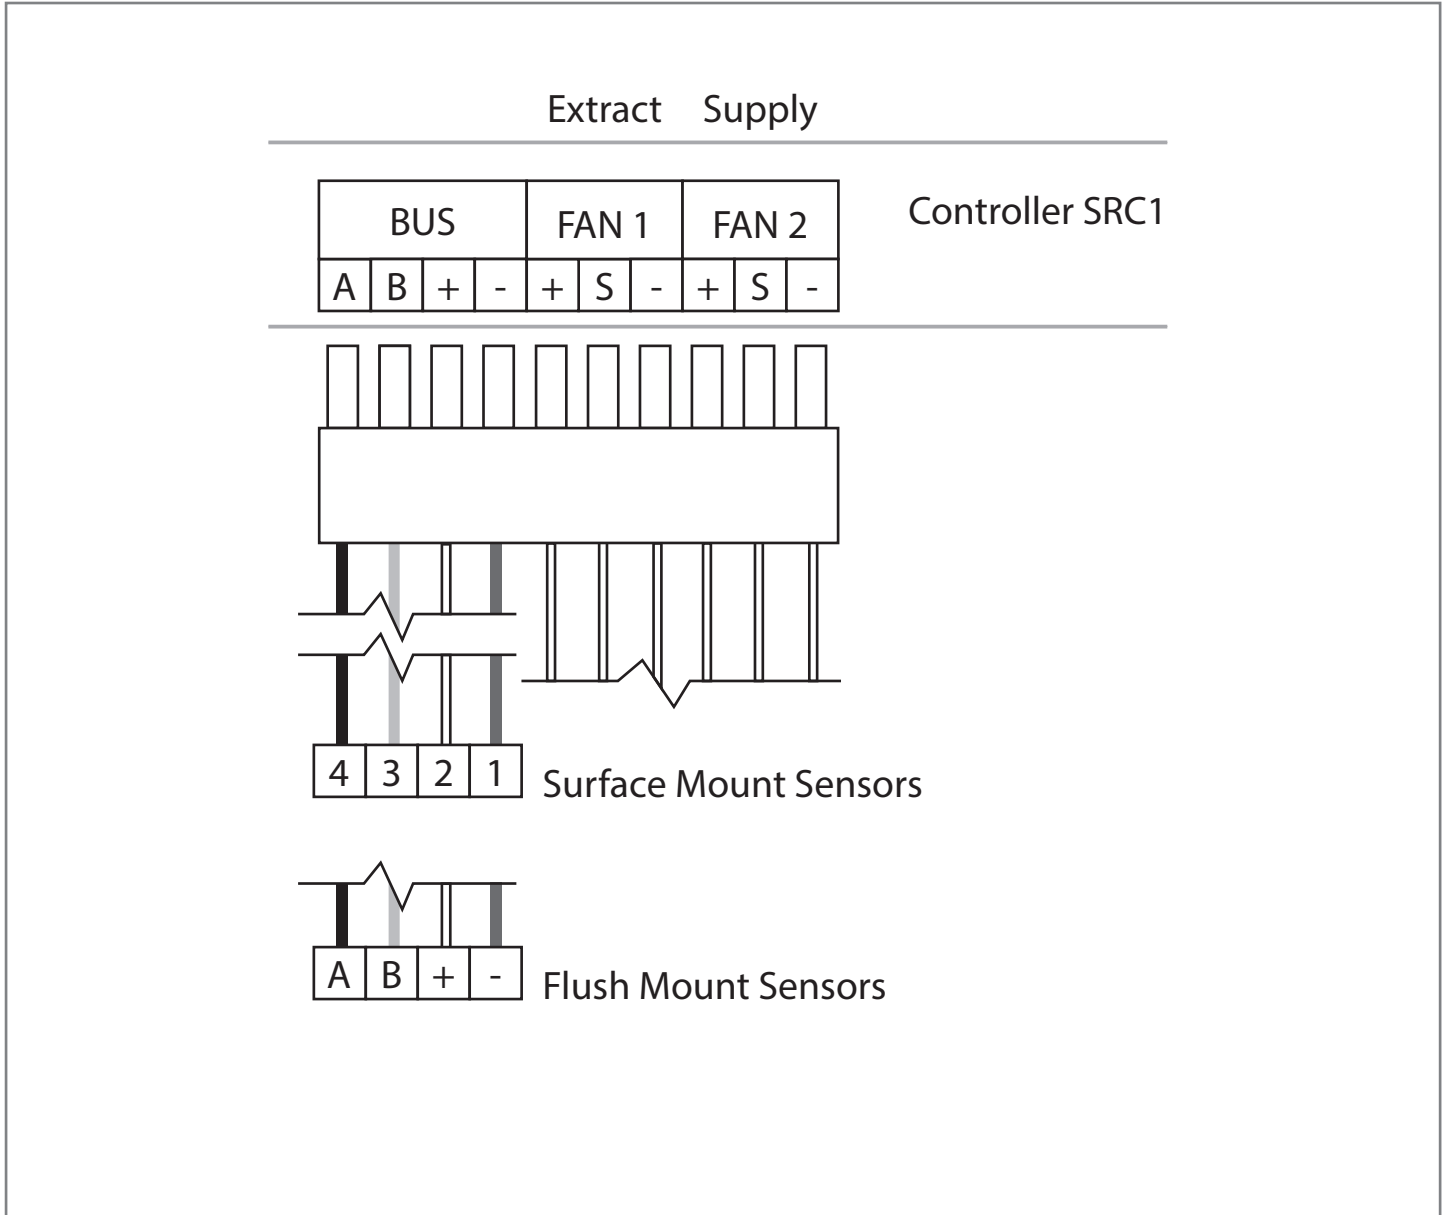 Extract Supply
BUS FAN 1 FAN 2 Controller SRC1
A B + - + S - + S -
4 3 2 1 Surface Mount Sensors
A B + - Flush Mount Sensors